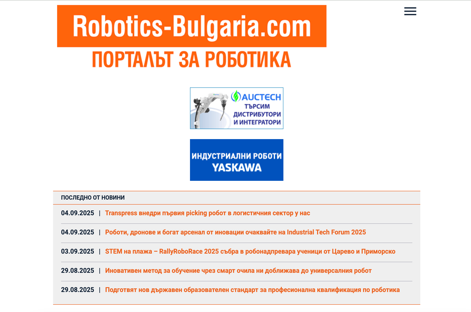 Robotics-Bulgaria.com
ПОРТАЛЪТ ЗА РОБОТИКА
AUCTECH
ТЪРСИМ
ДИСТРИБУТОРИ
И ИНТЕГРАТОРИ
ИНДУСТРИАЛНИ РОБОТИ
YASKAWA
ПОСЛЕДНО ОТ НОВИНИ
04.09.2025 | Transpress внедри първия picking робот в логистичния сектор у нас
04.09.2025 | Роботи, дронове и богат арсенал от иновации очаквайте на Industrial Tech Forum 2025
03.09.2025 | STEM на плажа – RallyRoboRace 2025 събра в робонадпревара ученици от Царево и Приморско
29.08.2025 | Иновативен метод за обучение чрез смарт очила ни доближава до универсалния робот
29.08.2025 | Подготвят нов държавен образователен стандарт за професионална квалификация по роботика